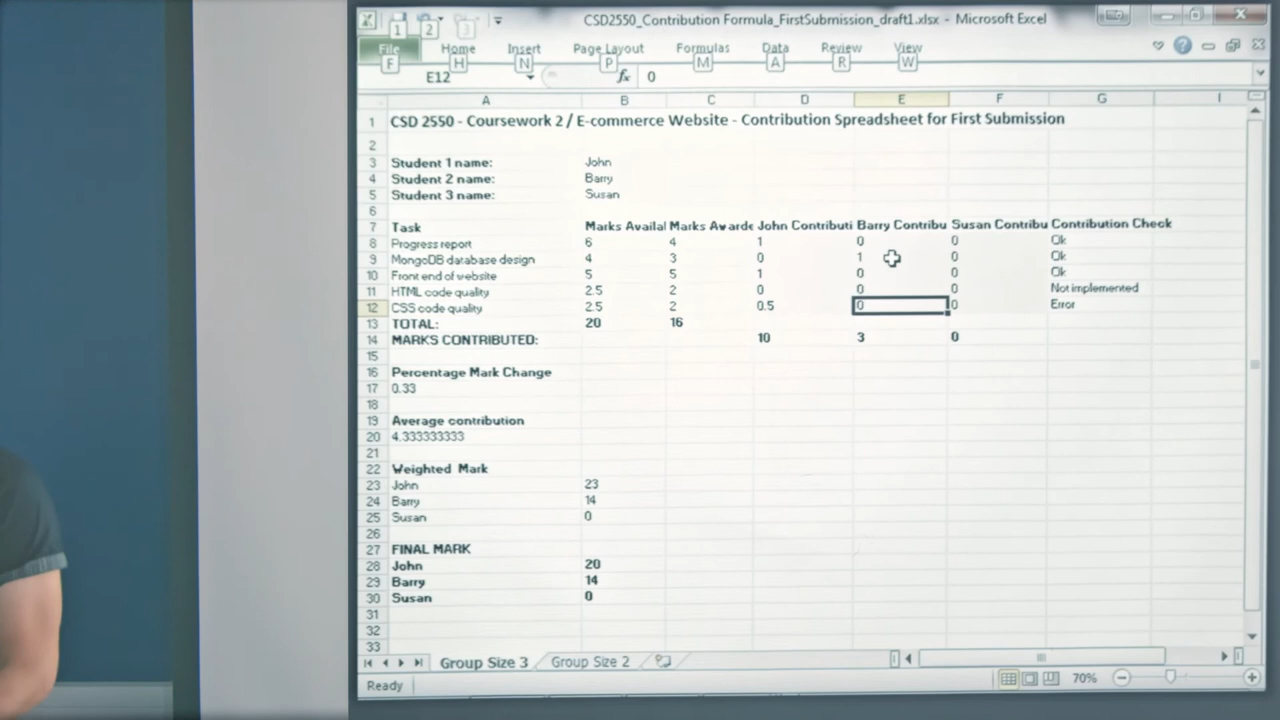 CSD2550_Contribution Formula_FirstSubmission_draft1.xlsx - Microsoft Excel
1 2 3
File Home Insert Page Layout Formulas Data Review View
F H N P M A R W
E12 fx 0
A B C D E F G I
1 CSD 2550 - Coursework 2 / E-commerce Website - Contribution Spreadsheet for First Submission
2
3 Student 1 name: John
4 Student 2 name: Barry
5 Student 3 name: Susan
6
7 Task Marks Availal Marks Awarde John Contributi Barry Contribu Susan Contribu Contribution Check
8 Progress report 6 4 1 0 0 Ok
9 MongoDB database design 4 3 0 1 0 Ok
10 Front end of website 5 5 1 0 0 Ok
11 HTML code quality 2.5 2 0 0 0 Not implemented
12 CSS code quality 2.5 2 0.5 0 0 Error
13 TOTAL: 20 16
14 MARKS CONTRIBUTED: 10 3 0
15
16 Percentage Mark Change
17 0.33
18
19 Average contribution
20 4.333333333
21
22 Weighted Mark
23 John 23
24 Barry 14
25 Susan 0
26
27 FINAL MARK
28 John 20
29 Barry 14
30 Susan 0
31
32
33
Group Size 3 Group Size 2
Ready 70%